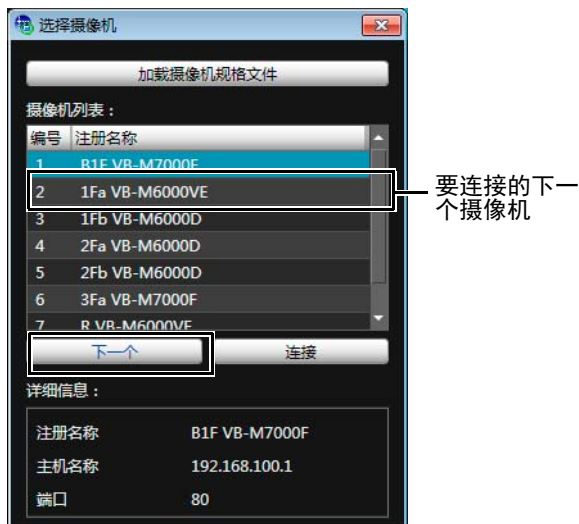 选择摄像机
加载摄像机规格文件
摄像机列表：
编号 注册名称
1 B1F VB-M7000F
2 1Fa VB-M6000VE
3 1Fb VB-M6000D
4 2Fa VB-M6000D
5 2Fb VB-M6000D
6 3Fa VB-M7000F
7 R VB-M6000VE
要连接的下一
个摄像机
下一个 连接
详细信息：
注册名称 B1F VB-M7000F
主机名称 192.168.100.1
端口 80